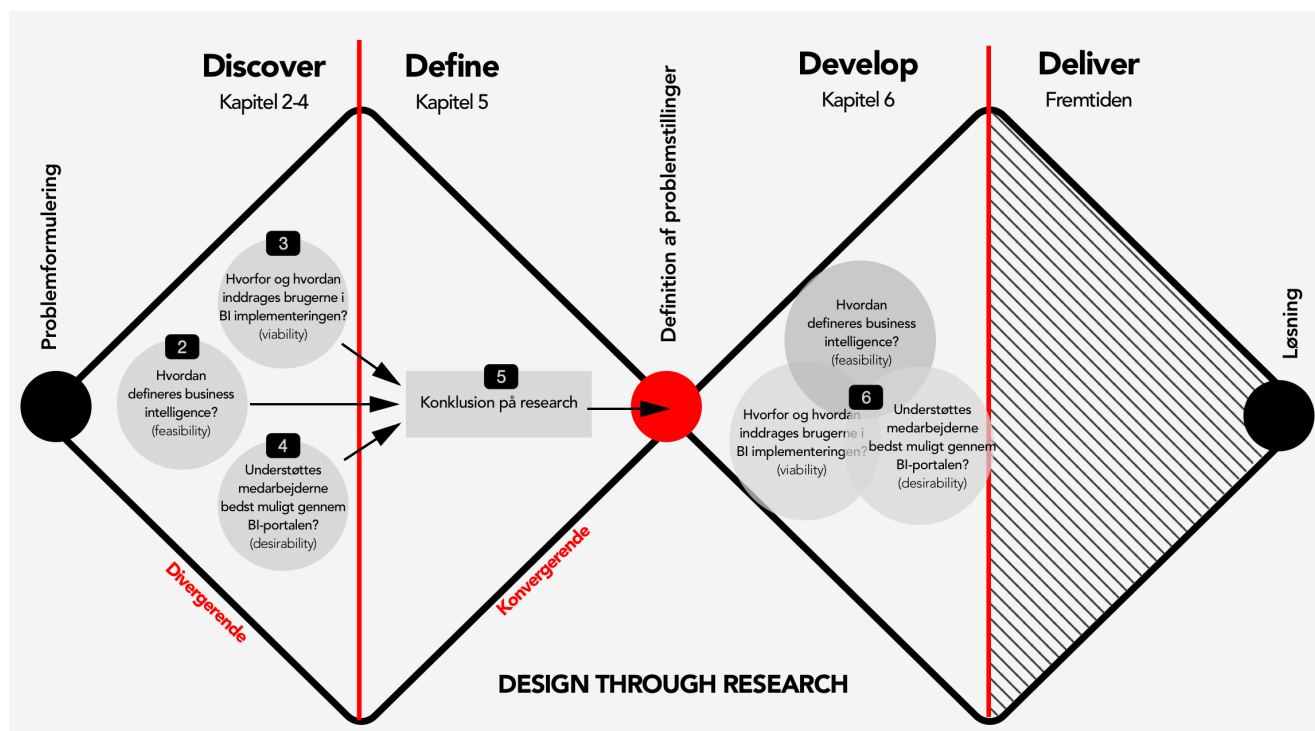 Discover
Kapitel 2-4
Define
Kapitel 5
Develop
Kapitel 6
Deliver
Fremtiden
Problemformulering
3
Hvorfor og hvordan
inddrages brugerne i
BI implementeringen?
(viability)
2
Hvordan
defineres business
intelligence?
(feasibility)
4
Understøttes
medarbejderne
bedst muligt gennem
BI-portalen?
(desirability)
Divergerende
5
Konklusion på research
Konvergerende
Definition af problemstillinger
Hvordan
defineres business
intelligence?
(feasibility)
6
Hvorfor og hvordan
inddrages brugerne i
BI implementeringen?
(viability)
Understøttes
medarbejderne
bedst muligt gennem
BI-portalen?
(desirability)
Løsning
DESIGN THROUGH RESEARCH